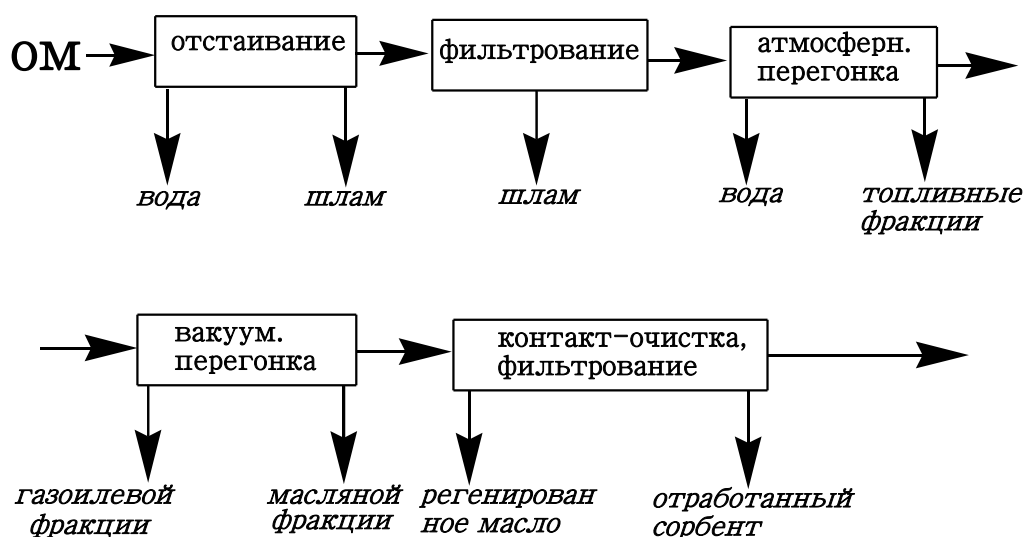 ОМ
отстаивание
фильтрование
атмосферн.
перегонка
вода
шлам
шлам
вода
топливные
фракции
вакуум.
перегонка
контакт-очистка,
фильтрование
газоилевой
фракции
масляной
фракции
регенирован
ное масло
отработанный
сорбент